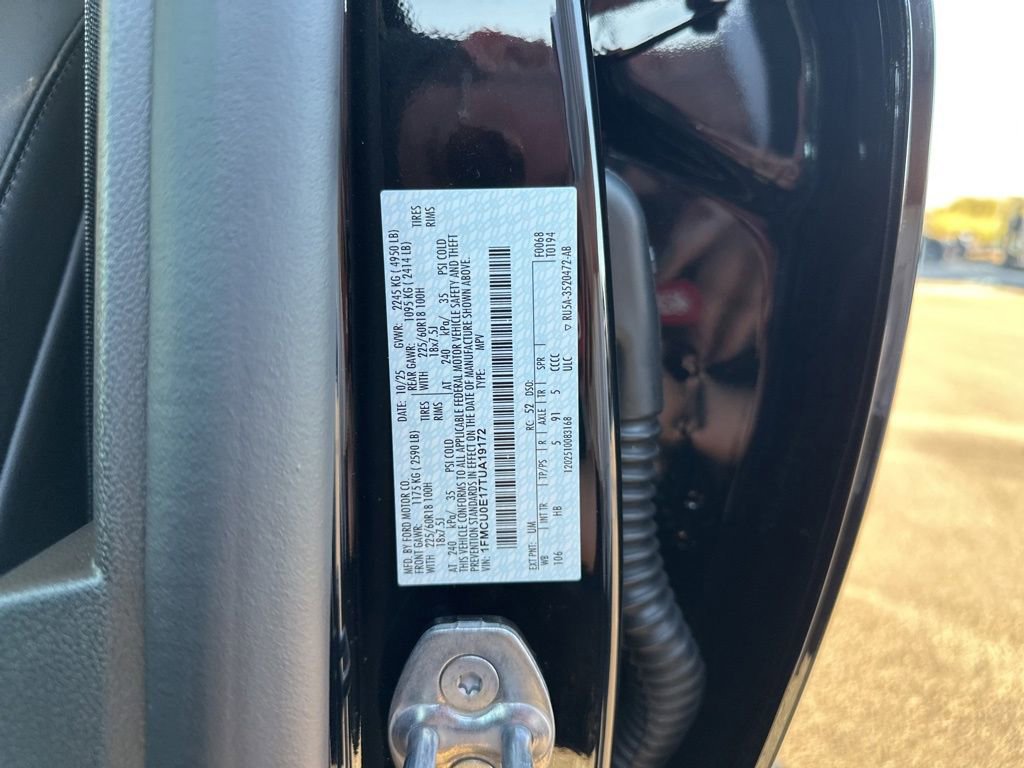 MFD. BY FORD MOTOR CO.
DATE: 10/25 GVWR: 2245 KG ( 4950 LB)
FRONT GAWR: 1175 KG ( 2590 LB) REAR GAWR: 1095 KG ( 2414 LB)
WITH 225/60R18 100H TIRES WITH 225/60R18 100H TIRES
18x7.5J RIMS 18x7.5J RIMS
AT 240 kPa/ 35 PSI COLD AT 240 kPa/ 35 PSI COLD
THIS VEHICLE CONFORMS TO ALL APPLICABLE FEDERAL MOTOR VEHICLE SAFETY AND THEFT
PREVENTION STANDARDS IN EFFECT ON THE DATE OF MANUFACTURE SHOWN ABOVE.
VIN: 1FMCU0E17TUA19172 TYPE: MPV
EXT PNT: UM RC: 52 DSO: F0068
WB INT TR TP/PS R AXLE TR SPR T0194
106 HB 5 91 5 CCCC
1202510083168 ULC ▽ RU5A-3520472-AB